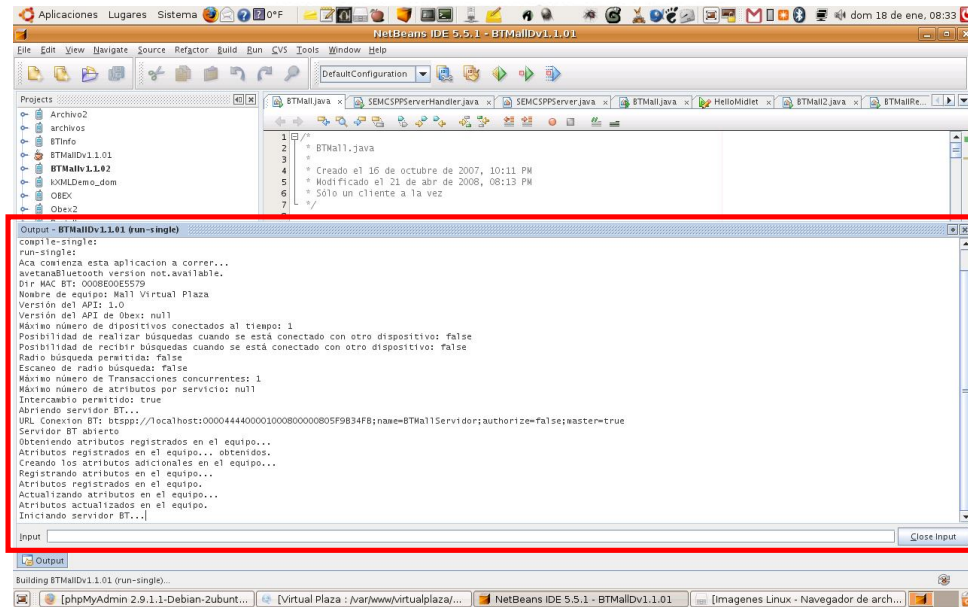 Aplicaciones Lugares Sistema 0°F dom 18 de ene, 08:33
NetBeans IDE 5.5.1 - BTMallDv1.1.01
File Edit View Navigate Source Refactor Build Run CVS Tools Window Help
DefaultConfiguration
Projects
BTMall.java x SEMCSPPServerHandler.java x SEMCSPPServer.java x BTMall.java x HelloMidlet x BTMall2.java x BTMallRe...
Archivo2
archivos
BTInfo
BTMallDv1.1.01
BTMallv1.1.02
kXMLDemo_dom
OBEX
Obex2
1 /*
2 * BTMall.java
3 *
4 * Creado el 16 de octubre de 2007, 10:11 PM
5 * Modificado el 21 de abr de 2008, 08:13 PM
6 * Sólo un cliente a la vez
7 */
Output - BTMallDv1.1.01 (run-single)
compile-single:
run-single:
Aca comienza esta aplicacion a correr...
avetanaBluetooth version not.available.
Dir MAC BT: 0008E00E5579
Nombre de equipo: Mall Virtual Plaza
Versión del API: 1.0
Versión del API de Obex: null
Máximo número de dipositivos conectados al tiempo: 1
Posibilidad de realizar búsquedas cuando se está conectado con otro dispositivo: false
Posibilidad de recibir búsquedas cuando se está conectado con otro dispositivo: false
Radio búsqueda permitida: false
Escaneo de radio búsqueda: false
Máximo número de Transacciones concurrentes: 1
Máximo número de atributos por servicio: null
Intercambio permitido: true
Abriendo servidor BT...
URL Conexion BT: btspp://localhost:0000444400001000800000805F9B34FB;name=BTMallServidor;authorize=false;master=true
Servidor BT abierto
Obteniendo atributos registrados en el equipo...
Atributos registrados en el equipo... obtenidos.
Creando los atributos adicionales en el equipo...
Registrando atributos en el equipo...
Atributos registrados en el equipo.
Actualizando atributos en el equipo...
Atributos actualizados en el equipo.
Iniciando servidor BT...
Input Close Input
Output
Building BTMallDv1.1.01 (run-single)...
[phpMyAdmin 2.9.1.1-Debian-2ubunt... [Virtual Plaza : /var/www/virtualplaza/... NetBeans IDE 5.5.1 - BTMallDv1.1.01 [Imagenes Linux - Navegador de arch...